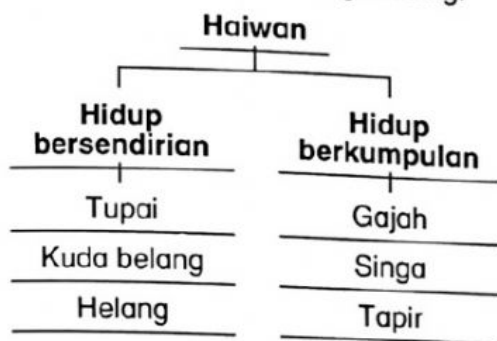 Haiwan
Hidup
bersendirian
Tupai
Kuda belang
Helang
Hidup
berkumpulan
Gajah
Singa
Tapir